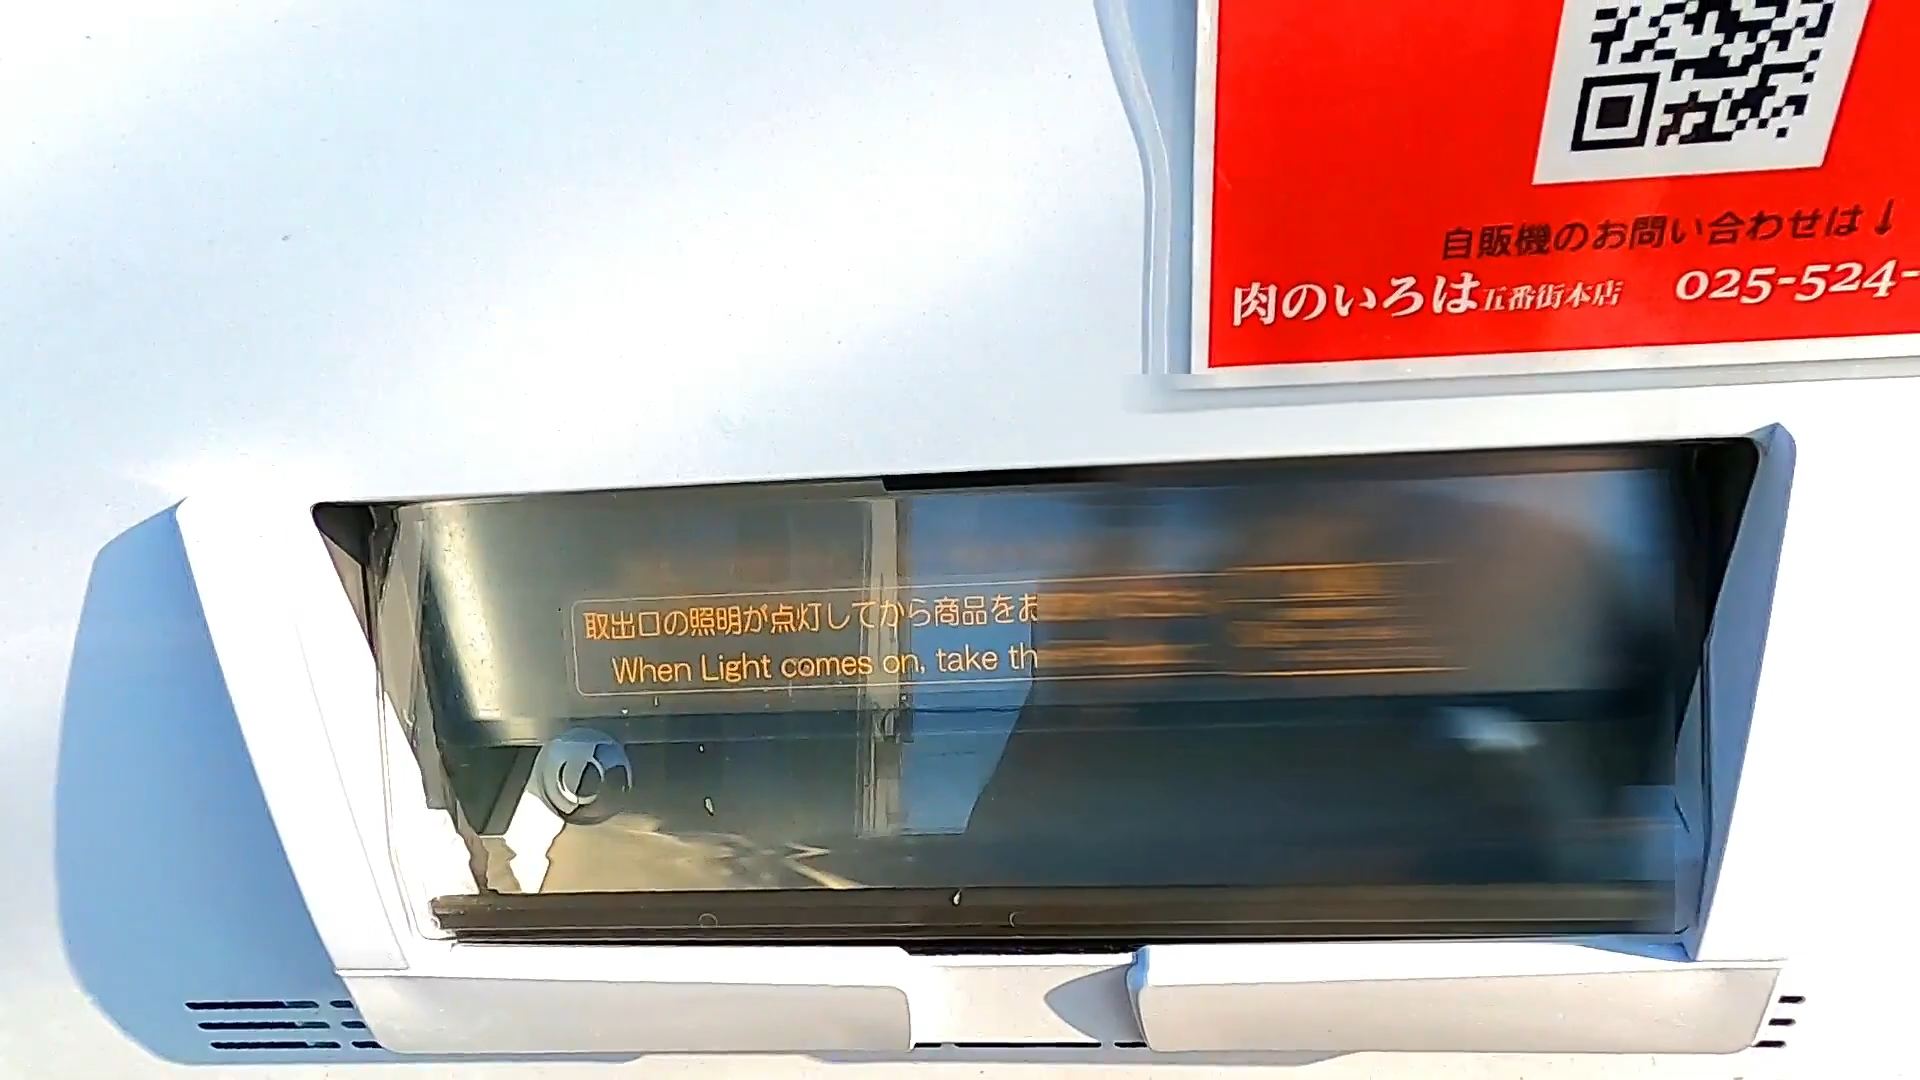 自販機のお問い合わせは↓
肉のいろは五番街本店 025-524-
取出口の照明が点灯してから商品をお
When Light comes on, take th